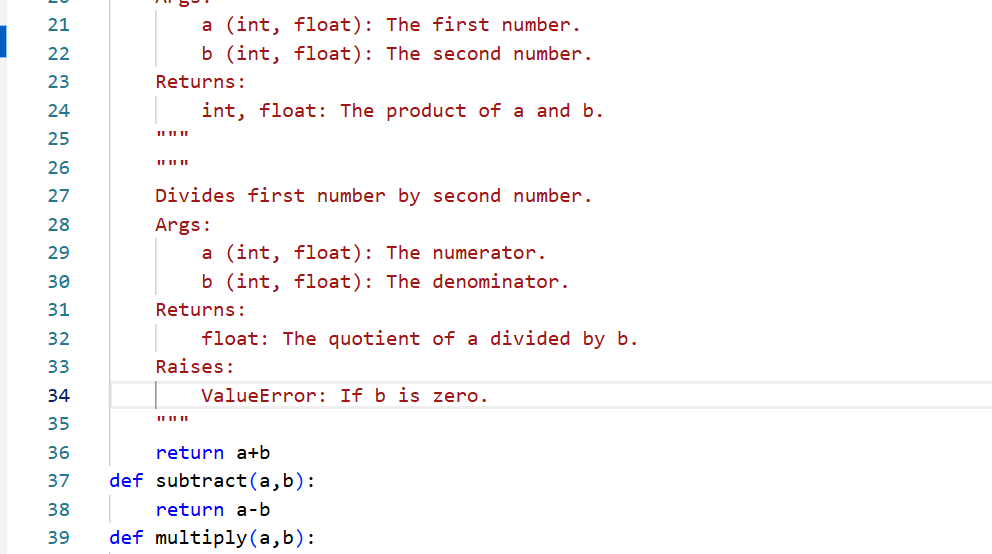 20 Args:
21 a (int, float): The first number.
22 b (int, float): The second number.
23 Returns:
24 int, float: The product of a and b.
25 """
26 """
27 Divides first number by second number.
28 Args:
29 a (int, float): The numerator.
30 b (int, float): The denominator.
31 Returns:
32 float: The quotient of a divided by b.
33 Raises:
34 ValueError: If b is zero.
35 """
36 return a+b
37 def subtract(a,b):
38 return a-b
39 def multiply(a,b):